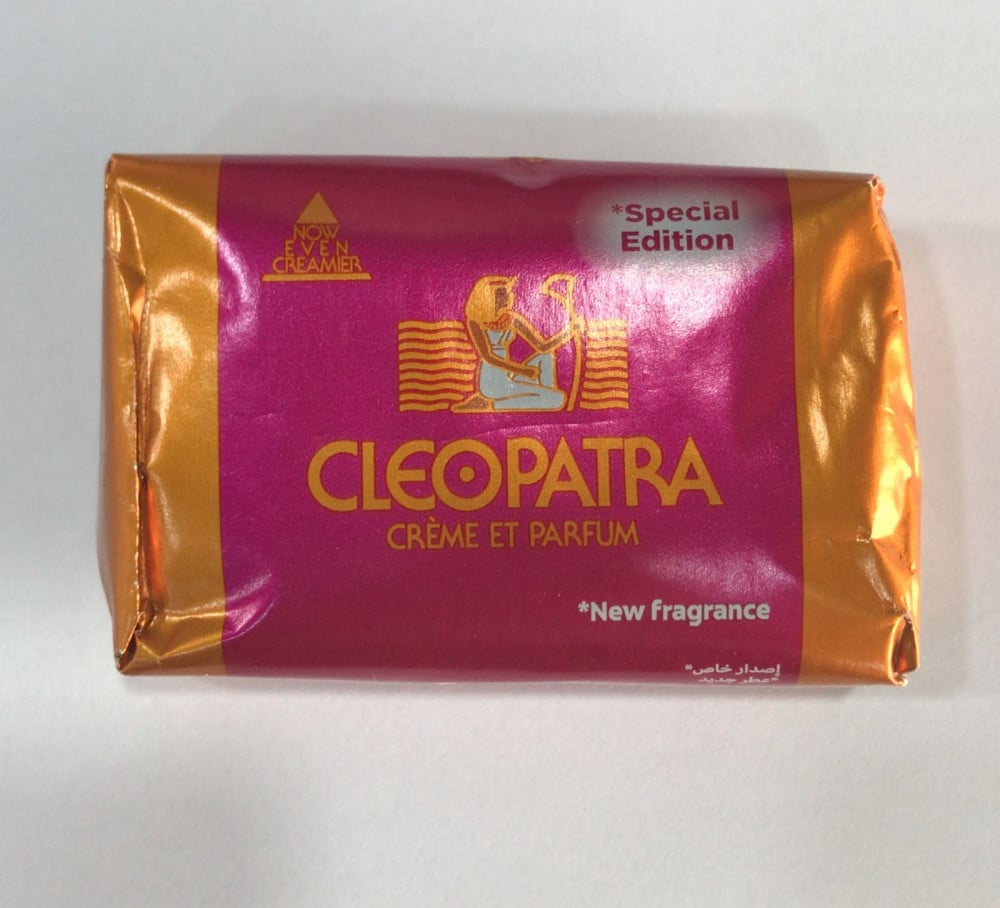 NOW
EVEN
CREAMIER
*Special
Edition
CLEOPATRA
CRÈME ET PARFUM
*New fragrance
إصدار خاص*
*عطر جديد